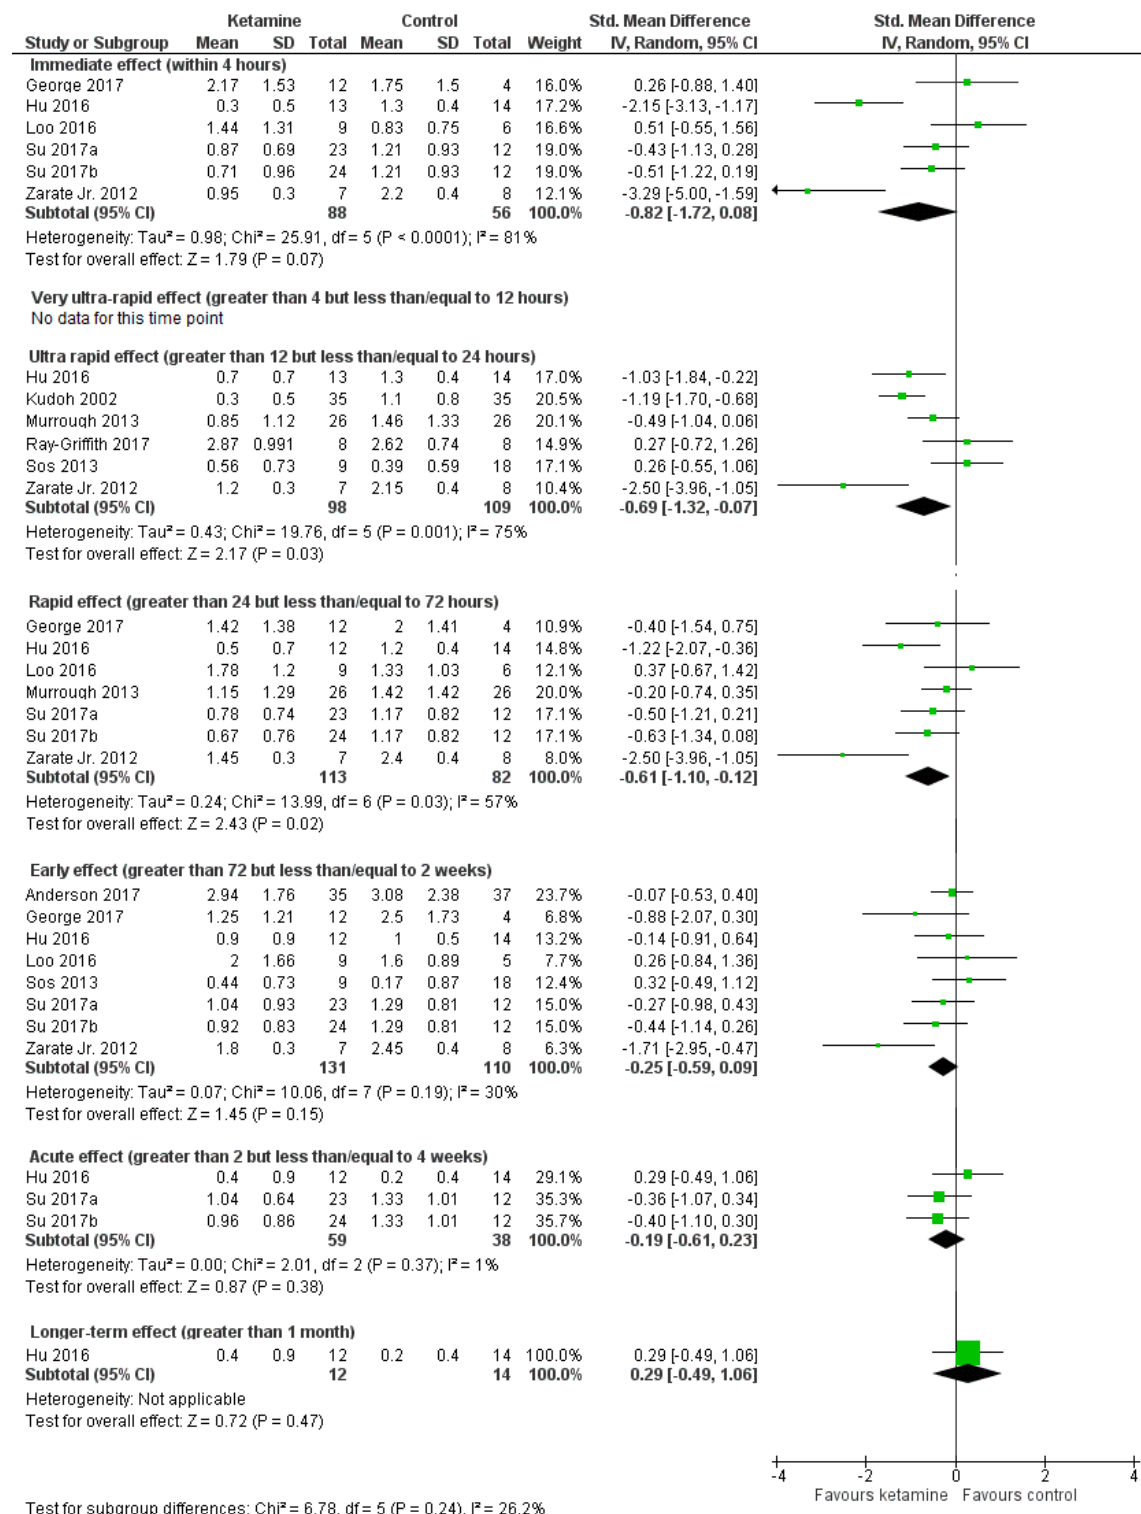 Ketamine Control Std. Mean Difference Std. Mean Difference
Study or Subgroup Mean SD Total Mean SD Total Weight IV, Random, 95% CI IV, Random, 95% CI
Immediate effect (within 4 hours)
George 2017 2.17 1.53 12 1.75 1.5 4 16.0% 0.26 [-0.88, 1.40]
Hu 2016 0.3 0.5 13 1.3 0.4 14 17.2% -2.15 [-3.13, -1.17]
Loo 2016 1.44 1.31 9 0.83 0.75 6 16.6% 0.51 [-0.55, 1.56]
Su 2017a 0.87 0.69 23 1.21 0.93 12 19.0% -0.43 [-1.13, 0.28]
Su 2017b 0.71 0.96 24 1.21 0.93 12 19.0% -0.51 [-1.22, 0.19]
Zarate Jr. 2012 0.95 0.3 7 2.2 0.4 8 12.1% -3.29 [-5.00, -1.59]
Subtotal (95% CI) 88 56 100.0% -0.82 [-1.72, 0.08]
Heterogeneity: Tau² = 0.98; Chi² = 25.91, df = 5 (P < 0.0001); I² = 81%
Test for overall effect: Z = 1.79 (P = 0.07)
Very ultra-rapid effect (greater than 4 but less than/equal to 12 hours)
No data for this time point
Ultra rapid effect (greater than 12 but less than/equal to 24 hours)
Hu 2016 0.7 0.7 13 1.3 0.4 14 17.0% -1.03 [-1.84, -0.22]
Kudoh 2002 0.3 0.5 35 1.1 0.8 35 20.5% -1.19 [-1.70, -0.68]
Murrough 2013 0.85 1.12 26 1.46 1.33 26 20.1% -0.49 [-1.04, 0.06]
Ray-Griffith 2017 2.87 0.991 8 2.62 0.74 8 14.9% 0.27 [-0.72, 1.26]
Sos 2013 0.56 0.73 9 0.39 0.59 18 17.1% 0.26 [-0.55, 1.06]
Zarate Jr. 2012 1.2 0.3 7 2.15 0.4 8 10.4% -2.50 [-3.96, -1.05]
Subtotal (95% CI) 98 109 100.0% -0.69 [-1.32, -0.07]
Heterogeneity: Tau² = 0.43; Chi² = 19.76, df = 5 (P = 0.001); I² = 75%
Test for overall effect: Z = 2.17 (P = 0.03)
Rapid effect (greater than 24 but less than/equal to 72 hours)
George 2017 1.42 1.38 12 2 1.41 4 10.9% -0.40 [-1.54, 0.75]
Hu 2016 0.5 0.7 12 1.2 0.4 14 14.8% -1.22 [-2.07, -0.36]
Loo 2016 1.78 1.2 9 1.33 1.03 6 12.1% 0.37 [-0.67, 1.42]
Murrough 2013 1.15 1.29 26 1.42 1.42 26 20.0% -0.20 [-0.74, 0.35]
Su 2017a 0.78 0.74 23 1.17 0.82 12 17.1% -0.50 [-1.21, 0.21]
Su 2017b 0.67 0.76 24 1.17 0.82 12 17.1% -0.63 [-1.34, 0.08]
Zarate Jr. 2012 1.45 0.3 7 2.4 0.4 8 8.0% -2.50 [-3.96, -1.05]
Subtotal (95% CI) 113 82 100.0% -0.61 [-1.10, -0.12]
Heterogeneity: Tau² = 0.24; Chi² = 13.99, df = 6 (P = 0.03); I² = 57%
Test for overall effect: Z = 2.43 (P = 0.02)
Early effect (greater than 72 but less than/equal to 2 weeks)
Anderson 2017 2.94 1.76 35 3.08 2.38 37 23.7% -0.07 [-0.53, 0.40]
George 2017 1.25 1.21 12 2.5 1.73 4 6.8% -0.88 [-2.07, 0.30]
Hu 2016 0.9 0.9 12 1 0.5 14 13.2% -0.14 [-0.91, 0.64]
Loo 2016 2 1.66 9 1.6 0.89 5 7.7% 0.26 [-0.84, 1.36]
Sos 2013 0.44 0.73 9 0.17 0.87 18 12.4% 0.32 [-0.49, 1.12]
Su 2017a 1.04 0.93 23 1.29 0.81 12 15.0% -0.27 [-0.98, 0.43]
Su 2017b 0.92 0.83 24 1.29 0.81 12 15.0% -0.44 [-1.14, 0.26]
Zarate Jr. 2012 1.8 0.3 7 2.45 0.4 8 6.3% -1.71 [-2.95, -0.47]
Subtotal (95% CI) 131 110 100.0% -0.25 [-0.59, 0.09]
Heterogeneity: Tau² = 0.07; Chi² = 10.06, df = 7 (P = 0.19); I² = 30%
Test for overall effect: Z = 1.45 (P = 0.15)
Acute effect (greater than 2 but less than/equal to 4 weeks)
Hu 2016 0.4 0.9 12 0.2 0.4 14 29.1% 0.29 [-0.49, 1.06]
Su 2017a 1.04 0.64 23 1.33 1.01 12 35.3% -0.36 [-1.07, 0.34]
Su 2017b 0.96 0.86 24 1.33 1.01 12 35.7% -0.40 [-1.10, 0.30]
Subtotal (95% CI) 59 38 100.0% -0.19 [-0.61, 0.23]
Heterogeneity: Tau² = 0.00; Chi² = 2.01, df = 2 (P = 0.37); I² = 1%
Test for overall effect: Z = 0.87 (P = 0.38)
Longer-term effect (greater than 1 month)
Hu 2016 0.4 0.9 12 0.2 0.4 14 100.0% 0.29 [-0.49, 1.06]
Subtotal (95% CI) 12 14 100.0% 0.29 [-0.49, 1.06]
Heterogeneity: Not applicable
Test for overall effect: Z = 0.72 (P = 0.47)
-4 -2 0 2 4
Favours ketamine Favours control
Test for subgroup differences: Chi² = 6.78, df = 5 (P = 0.24), I² = 26.2%